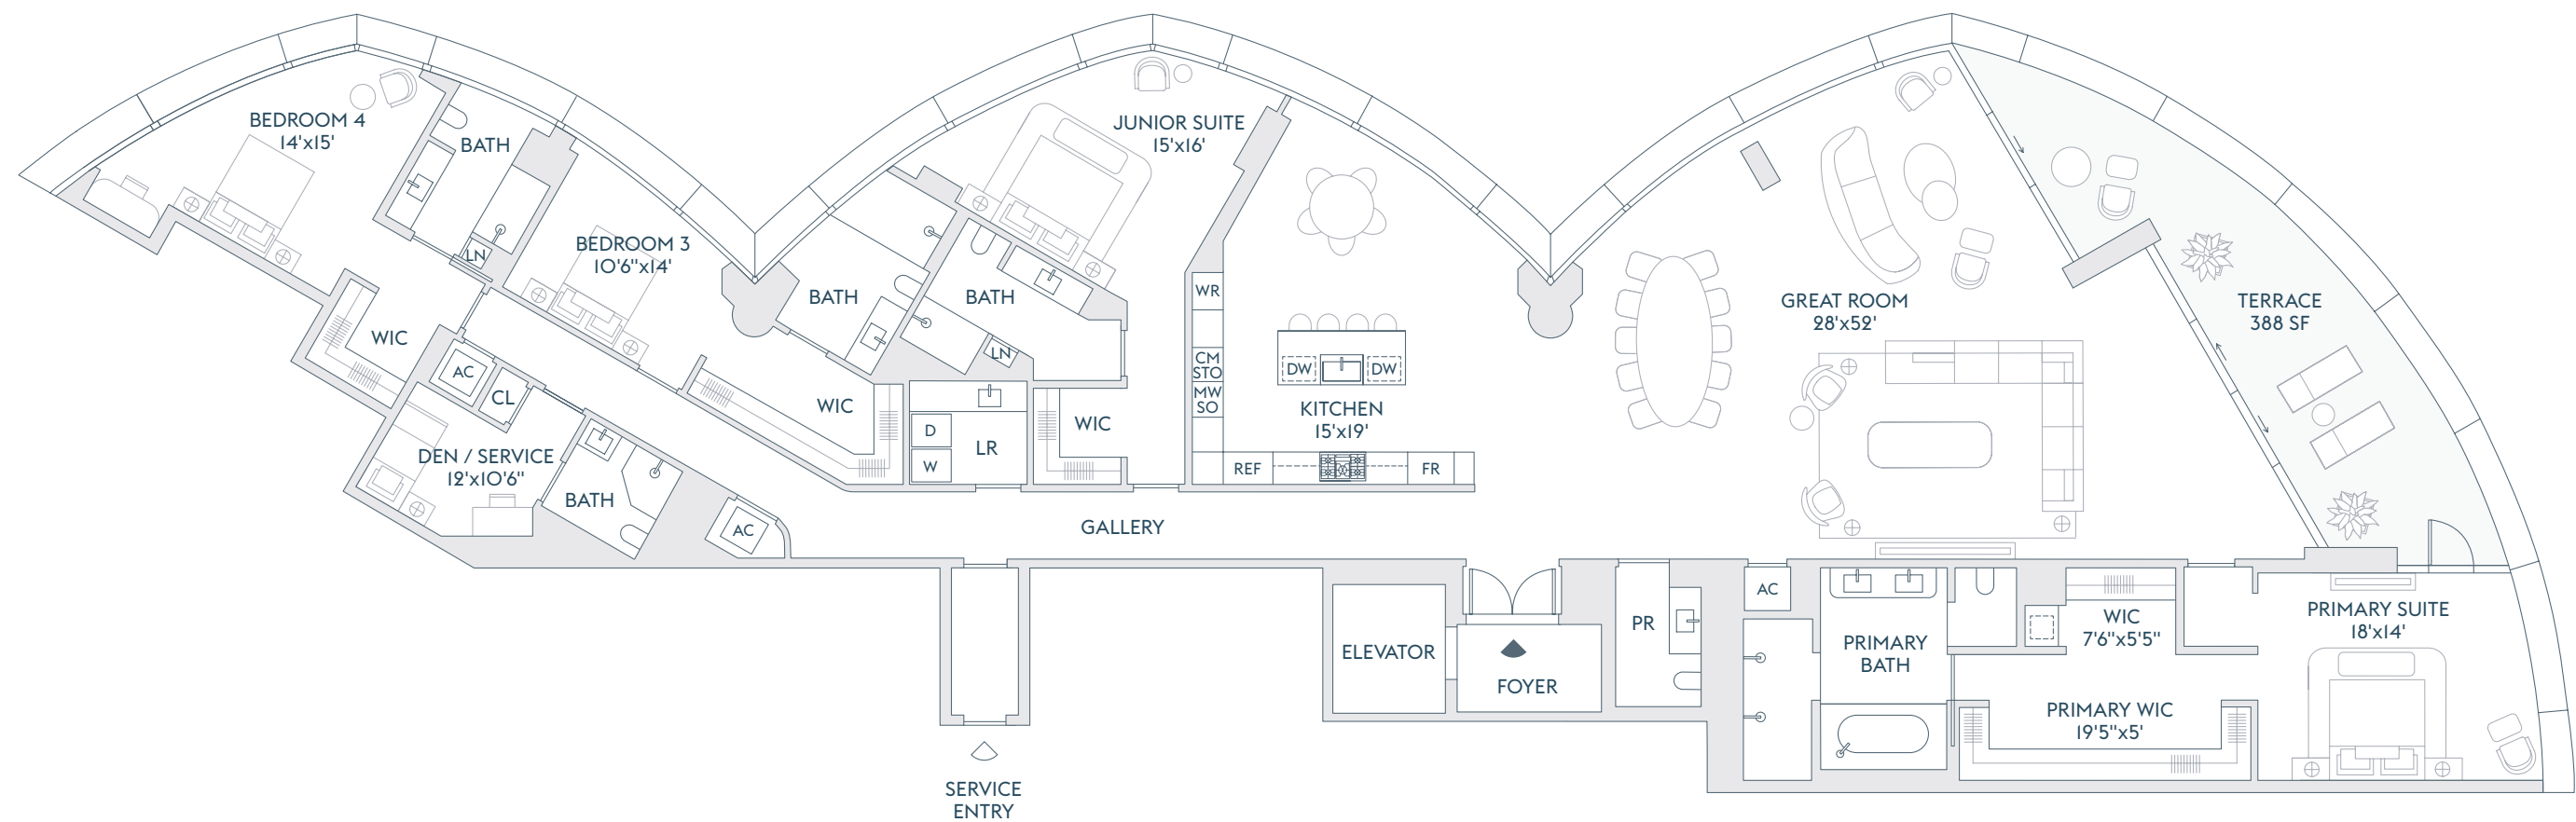 BEDROOM 4
14'x15'
BATH
LN
BEDROOM 3
10'6"x14'
BATH
JUNIOR SUITE
15'x16'
BATH
LN
WIC
AC
CL
DEN / SERVICE
12'x10'6"
BATH
AC
WIC
D
W
LR
WIC
WR
CM
STO
MW
SO
DW
DW
KITCHEN
15'x19'
REF
FR
GALLERY
GREAT ROOM
28'x52'
TERRACE
388 SF
SERVICE
ENTRY
ELEVATOR
FOYER
PR
AC
PRIMARY
BATH
WIC
7'6"x5'5"
PRIMARY WIC
19'5"x5'
PRIMARY SUITE
18'x14'